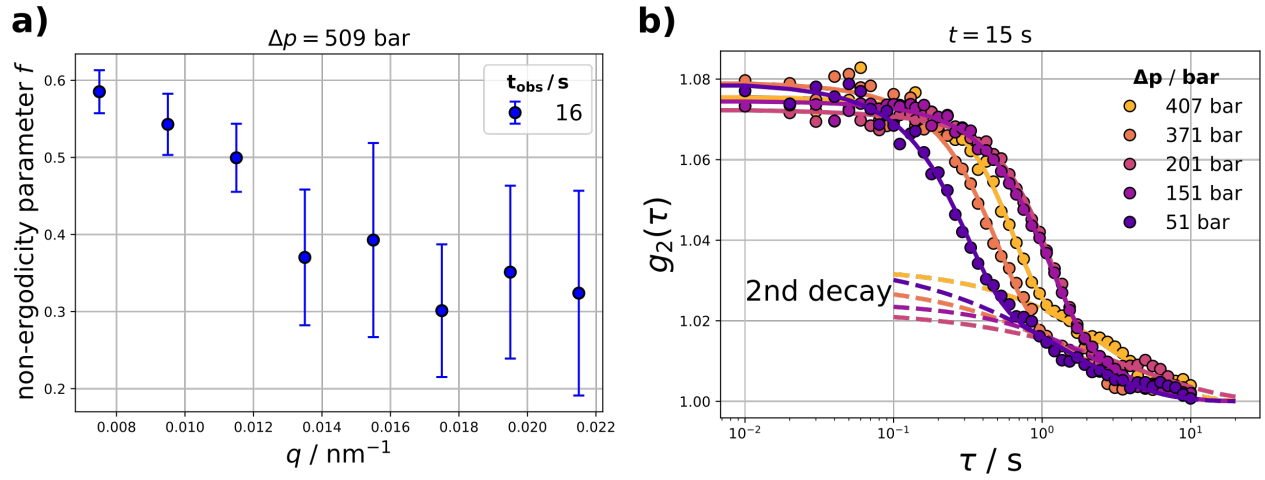 a)
Δp = 509 bar
non-ergodicity parameter f
0.6
0.5
0.4
0.3
0.2
t_obs / s
16
0.008 0.010 0.012 0.014 0.016 0.018 0.020 0.022
q / nm⁻¹
b)
t = 15 s
g₂(τ)
1.08
1.06
1.04
1.02
1.00
Δp / bar
407 bar
371 bar
201 bar
151 bar
51 bar
2nd decay
10⁻² 10⁻¹ 10⁰ 10¹
τ / s